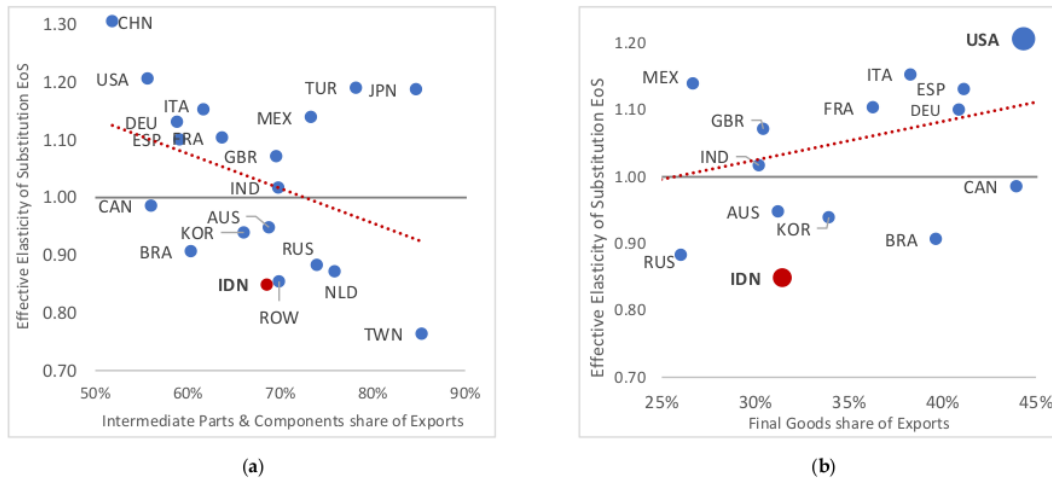 Effective Elasticity of Substitution EoS
1.30
1.20
1.10
1.00
0.90
0.80
0.70
CHN
USA
TUR
JPN
ITA
MEX
DEU
ESP
FRA
GBR
IND
CAN
AUS
KOR
BRA
RUS
IDN
NLD
ROW
TWN
50%
60%
70%
80%
90%
Intermediate Parts & Components share of Exports
(a)
Effective Elasticity of Substitution EoS
1.20
1.10
1.00
0.90
0.80
0.70
USA
MEX
ITA
ESP
FRA
DEU
GBR
IND
CAN
AUS
KOR
BRA
RUS
IDN
25%
30%
35%
40%
45%
Final Goods share of Exports
(b)